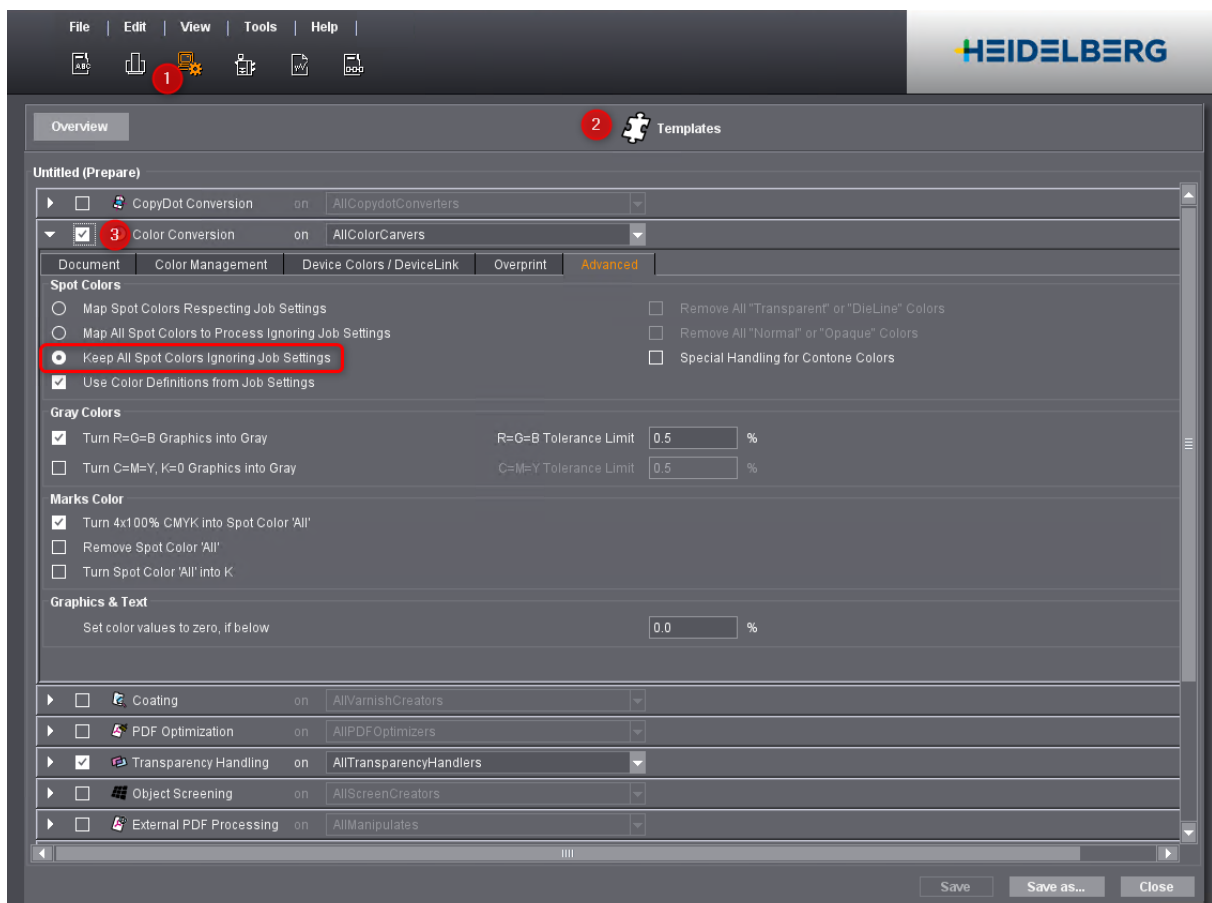 File | Edit | View | Tools | Help |
HEIDELBERG
1
Overview
2 Templates
Untitled (Prepare)
CopyDot Conversion on AllCopydotConverters
3 Color Conversion on AllColorCarvers
Document Color Management Device Colors / DeviceLink Overprint Advanced
Spot Colors
Map Spot Colors Respecting Job Settings Remove All "Transparent" or "DieLine" Colors
Map All Spot Colors to Process Ignoring Job Settings Remove All "Normal" or "Opaque" Colors
Keep All Spot Colors Ignoring Job Settings Special Handling for Contone Colors
Use Color Definitions from Job Settings
Gray Colors
Turn R=G=B Graphics into Gray R=G=B Tolerance Limit 0.5 %
Turn C=M=Y, K=0 Graphics into Gray C=M=Y Tolerance Limit 0.5 %
Marks Color
Turn 4x100% CMYK into Spot Color 'All'
Remove Spot Color 'All'
Turn Spot Color 'All' into K
Graphics & Text
Set color values to zero, if below 0.0 %
Coating on AllVarnishCreators
PDF Optimization on AllPDFOptimizers
Transparency Handling on AllTransparencyHandlers
Object Screening on AllScreenCreators
External PDF Processing on AllManipulates
Save Save as... Close